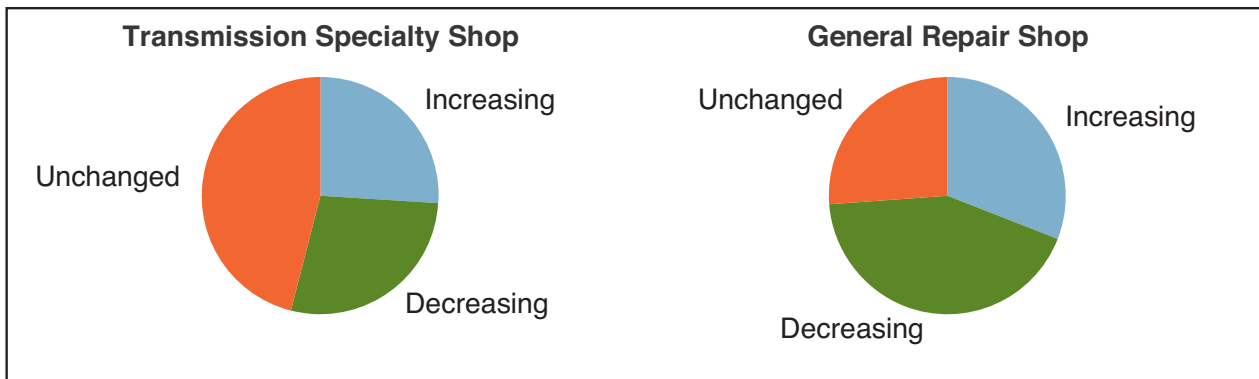 Transmission Specialty Shop
Increasing
Unchanged
Decreasing
General Repair Shop
Unchanged
Increasing
Decreasing